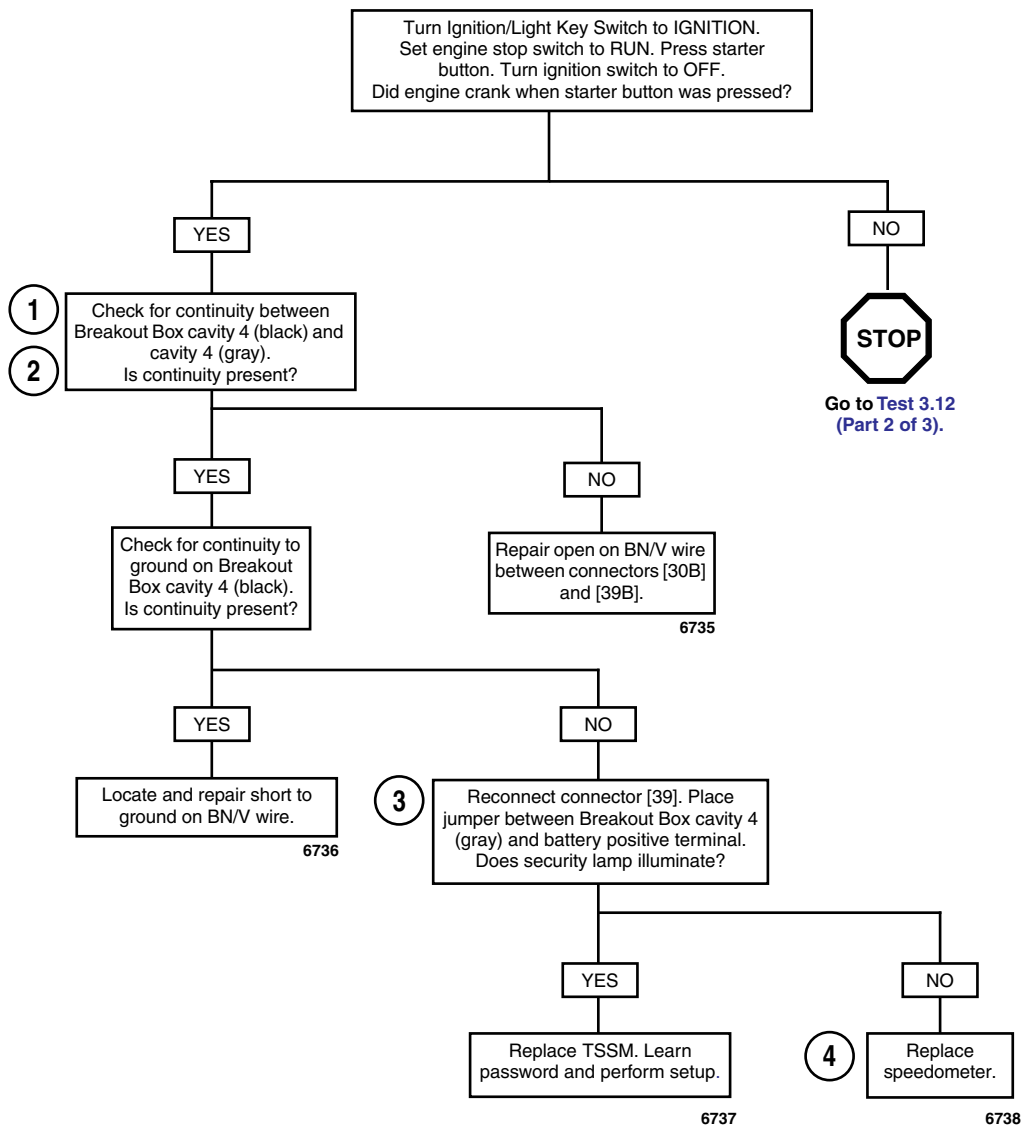 Turn Ignition/Light Key Switch to IGNITION.
Set engine stop switch to RUN. Press starter
button. Turn ignition switch to OFF.
Did engine crank when starter button was pressed?
YES
NO
1
2
Check for continuity between
Breakout Box cavity 4 (black) and
cavity 4 (gray).
Is continuity present?
STOP
Go to Test 3.12
(Part 2 of 3).
YES
NO
Check for continuity to
ground on Breakout
Box cavity 4 (black).
Is continuity present?
Repair open on BN/V wire
between connectors [30B]
and [39B].
6735
YES
NO
Locate and repair short to
ground on BN/V wire.
6736
3
Reconnect connector [39]. Place
jumper between Breakout Box cavity 4
(gray) and battery positive terminal.
Does security lamp illuminate?
YES
NO
Replace TSSM. Learn
password and perform setup.
6737
4
Replace
speedometer.
6738